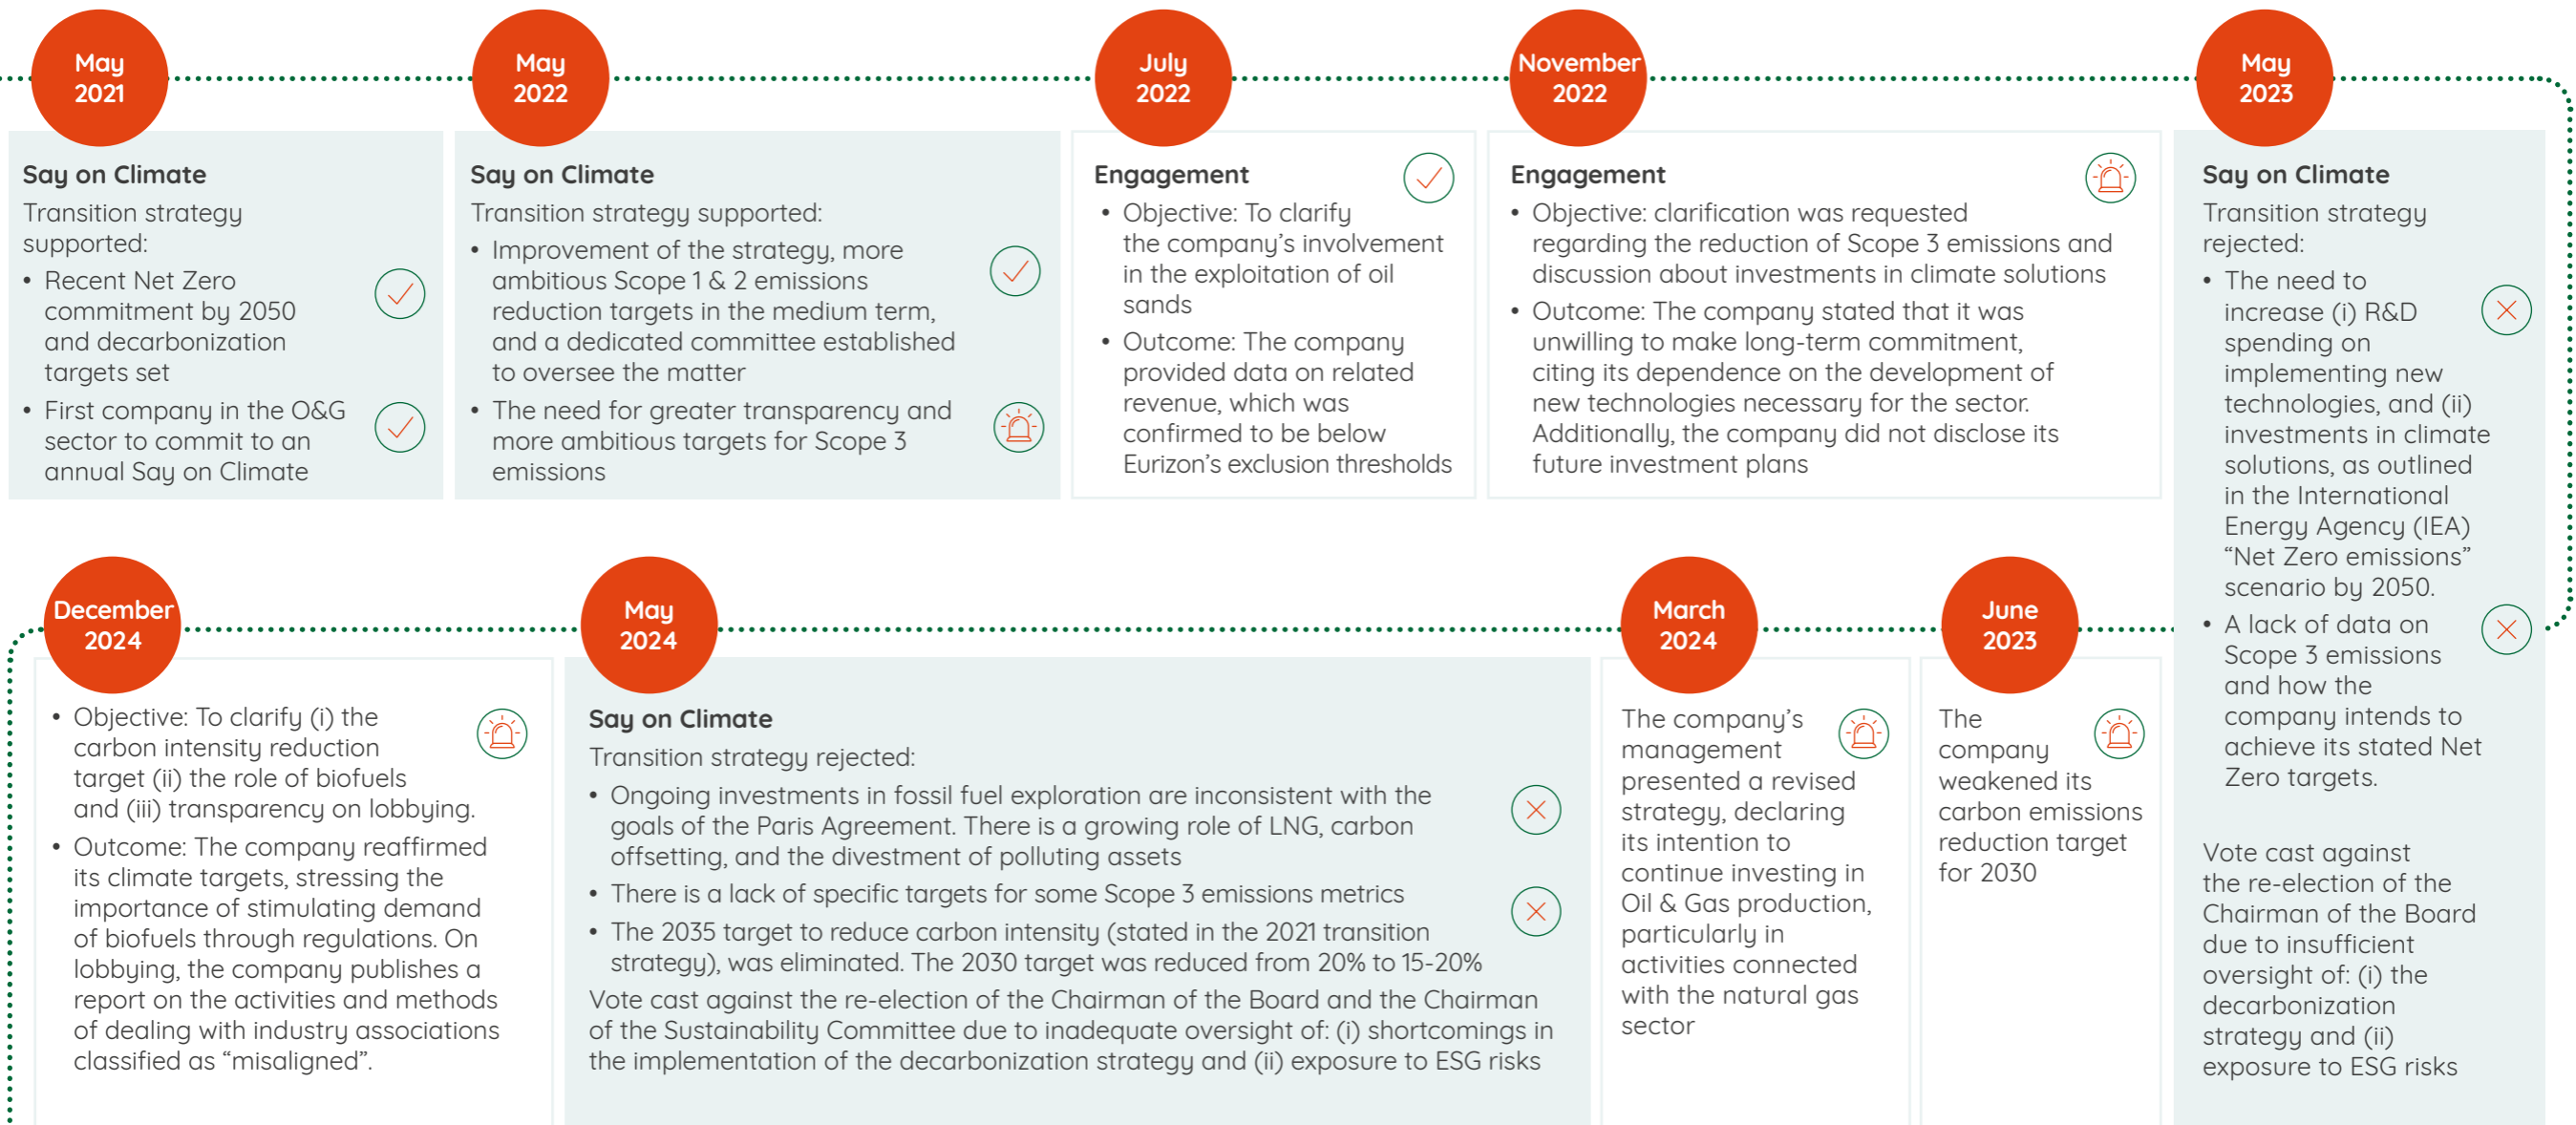 May
2021
Say on Climate
Transition strategy
supported:
• Recent Net Zero
commitment by 2050
and decarbonization
targets set
• First company in the O&G
sector to commit to an
annual Say on Climate
May
2022
Say on Climate
Transition strategy supported:
• Improvement of the strategy, more
ambitious Scope 1 & 2 emissions
reduction targets in the medium term,
and a dedicated committee established
to oversee the matter
• The need for greater transparency and
more ambitious targets for Scope 3
emissions
July
2022
Engagement
• Objective: To clarify
the company’s involvement
in the exploitation of oil
sands
• Outcome: The company
provided data on related
revenue, which was
confirmed to be below
Eurizon’s exclusion thresholds
November
2022
Engagement
• Objective: clarification was requested
regarding the reduction of Scope 3 emissions and
discussion about investments in climate solutions
• Outcome: The company stated that it was
unwilling to make long-term commitment,
citing its dependence on the development of
new technologies necessary for the sector.
Additionally, the company did not disclose its
future investment plans
May
2023
Say on Climate
Transition strategy
rejected:
• The need to
increase (i) R&D
spending on
implementing new
technologies, and (ii)
investments in climate
solutions, as outlined
in the International
Energy Agency (IEA)
“Net Zero emissions”
scenario by 2050.
• A lack of data on
Scope 3 emissions
and how the
company intends to
achieve its stated Net
Zero targets.
Vote cast against
the re-election of the
Chairman of the Board
due to insufficient
oversight of: (i) the
decarbonization
strategy and (ii)
exposure to ESG risks
June
2023
The
company
weakened its
carbon emissions
reduction target
for 2030
March
2024
The company’s
management
presented a revised
strategy, declaring
its intention to
continue investing in
Oil & Gas production,
particularly in
activities connected
with the natural gas
sector
May
2024
Say on Climate
Transition strategy rejected:
• Ongoing investments in fossil fuel exploration are inconsistent with the
goals of the Paris Agreement. There is a growing role of LNG, carbon
offsetting, and the divestment of polluting assets
• There is a lack of specific targets for some Scope 3 emissions metrics
• The 2035 target to reduce carbon intensity (stated in the 2021 transition
strategy), was eliminated. The 2030 target was reduced from 20% to 15-20%
Vote cast against the re-election of the Chairman of the Board and the Chairman
of the Sustainability Committee due to inadequate oversight of: (i) shortcomings in
the implementation of the decarbonization strategy and (ii) exposure to ESG risks
December
2024
• Objective: To clarify (i) the
carbon intensity reduction
target (ii) the role of biofuels
and (iii) transparency on lobbying.
• Outcome: The company reaffirmed
its climate targets, stressing the
importance of stimulating demand
of biofuels through regulations. On
lobbying, the company publishes a
report on the activities and methods
of dealing with industry associations
classified as “misaligned”.